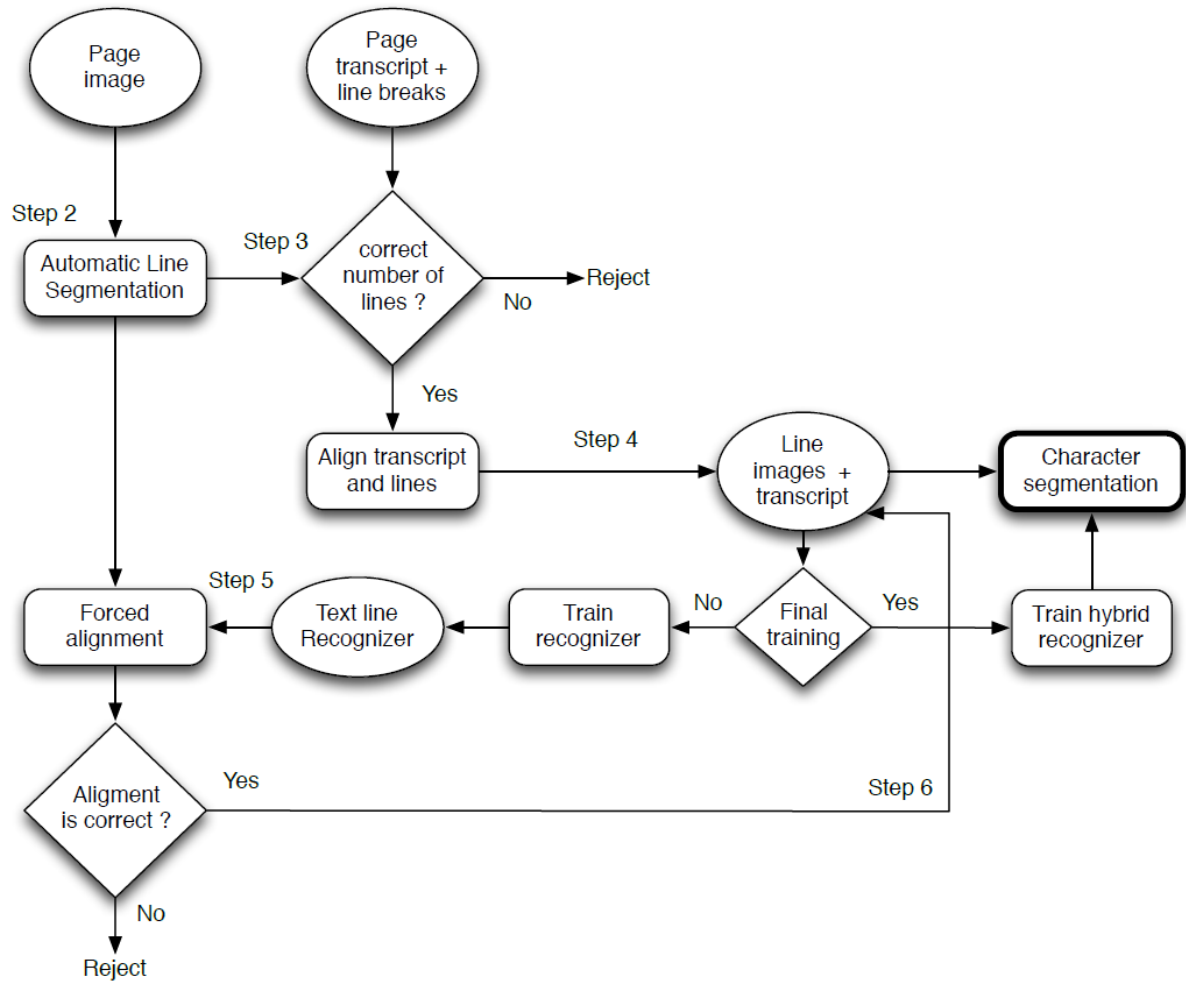 Page
image
Page
transcript +
line breaks
Step 2
Automatic Line
Segmentation
Step 3
correct
number of
lines ?
No
Reject
Yes
Align transcript
and lines
Step 4
Line
images +
transcript
Character
segmentation
Step 5
Forced
alignment
Text line
Recognizer
Train
recognizer
No
Final
training
Yes
Train hybrid
recognizer
Aligment
is correct ?
Yes
Step 6
No
Reject